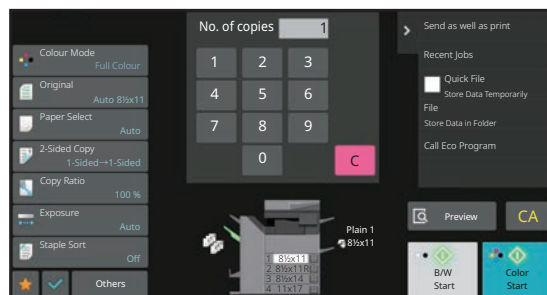 Colour Mode
Full Colour
Original
Auto 8½x11
Paper Select
Auto
2-Sided Copy
1-Sided→1-Sided
Copy Ratio
100 %
Exposure
Auto
Staple Sort
Off
Others
No. of copies 1
1 2 3
4 5 6
7 8 9
0 C
Plain 1
8½x11
1 8½x11
2 8½x11R
3 8½x14
4 11x17
Send as well as print
Recent Jobs
Quick File
Store Data Temporarily
File
Store Data in Folder
Call Eco Program
Preview
CA
B/W
Start
Color
Start